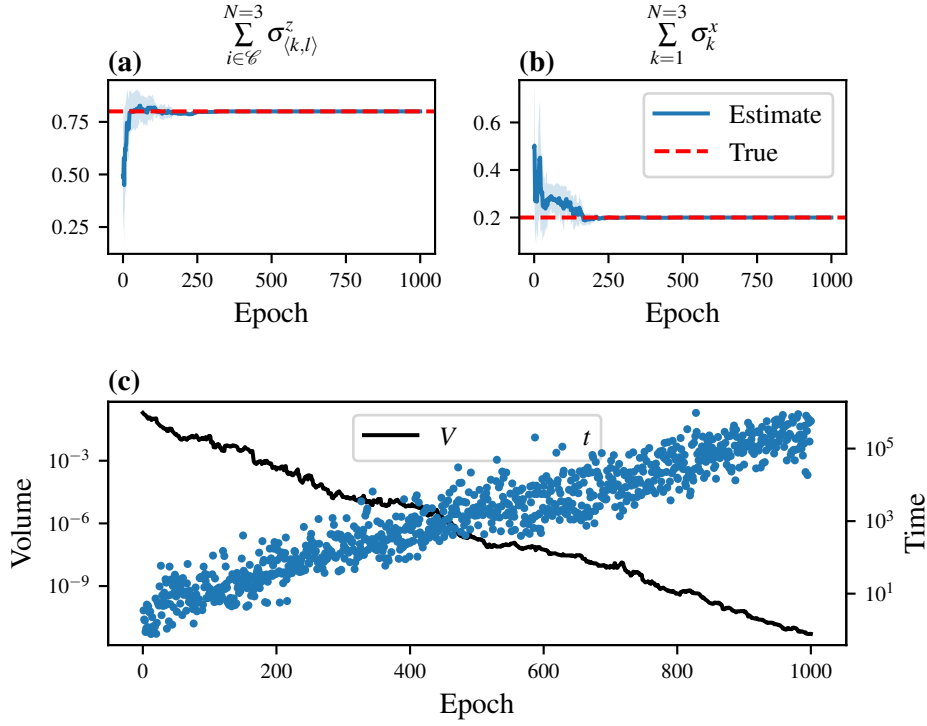 N=3
∑ σ^z_⟨k,l⟩
i∈𝒞
N=3
∑ σ^x_k
k=1
(a)
(b)
0.75
0.50
0.25
0 250 500 750 1000
Epoch
0.6
0.4
0.2
Estimate
True
0 250 500 750 1000
Epoch
(c)
V t
Volume
10^−3
10^−6
10^−9
Time
10^5
10^3
10^1
0 200 400 600 800 1000
Epoch